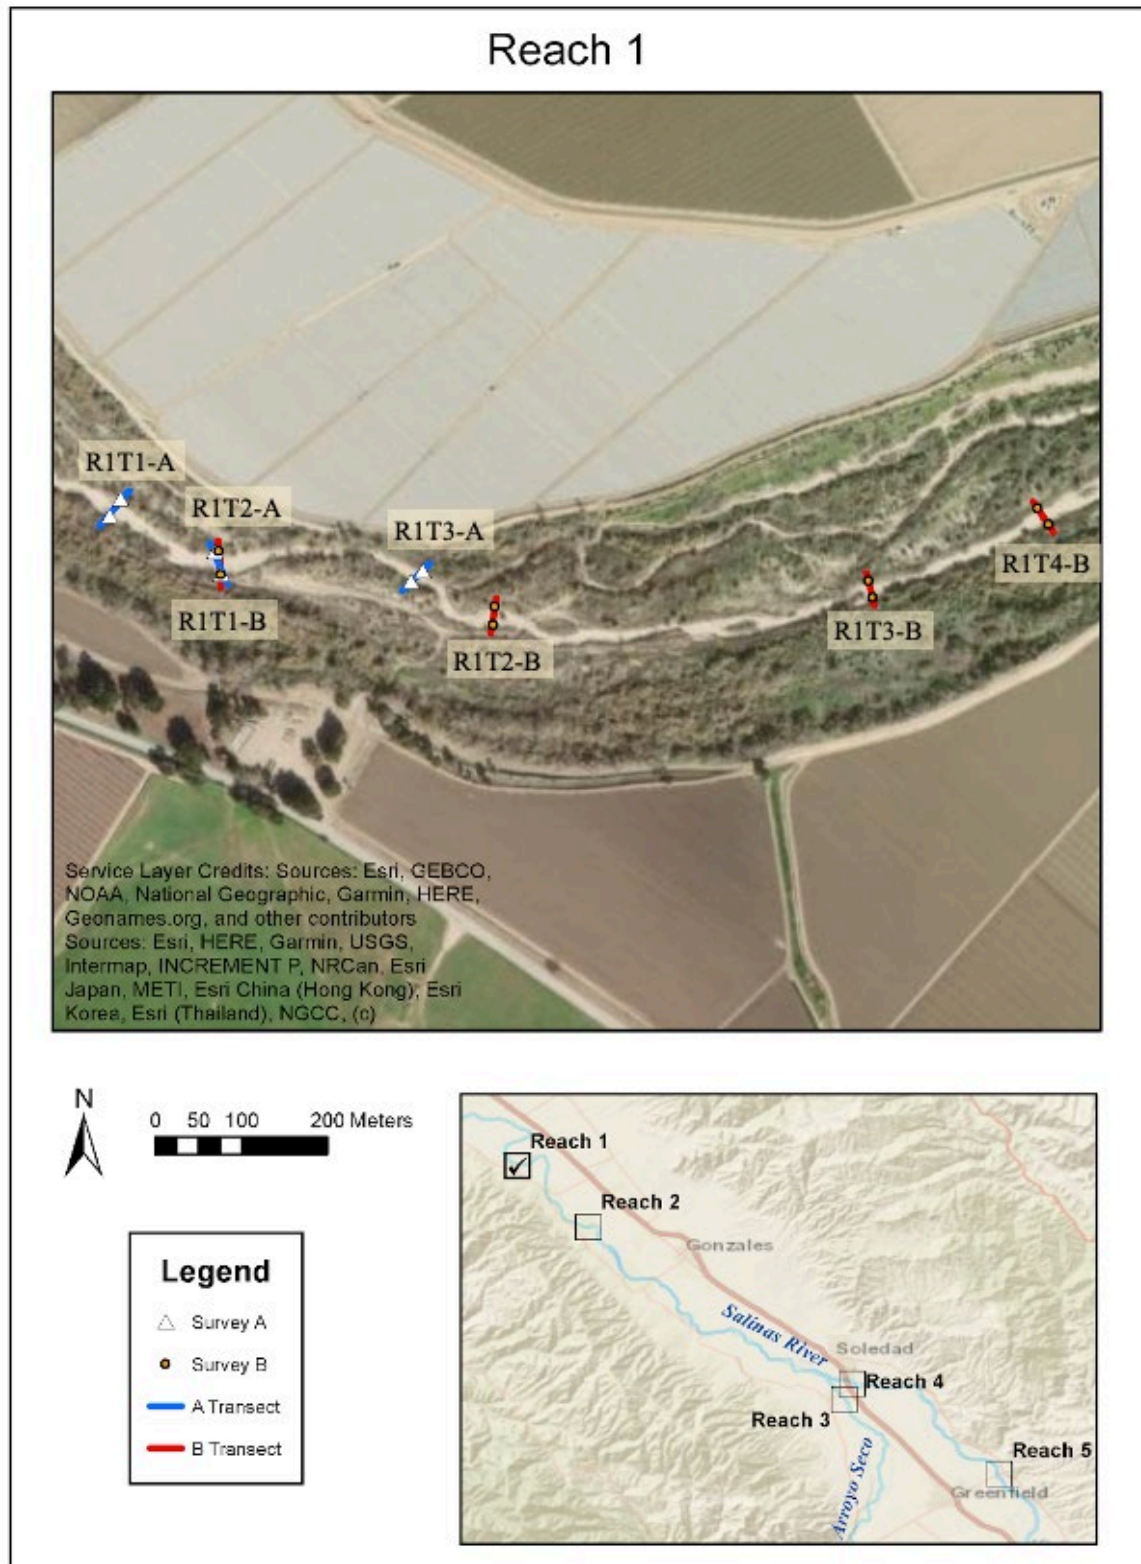 Reach 1
R1T1-A
R1T2-A
R1T3-A
R1T4-B
R1T1-B
R1T3-B
R1T2-B
Service Layer Credits: Sources: Esri, GEBCO,
NOAA, National Geographic, Garmin, HERE,
Geonames.org, and other contributors
Sources: Esri, HERE, Garmin, USGS,
Intermap, INCREMENT P, NRCan, Esri
Japan, METI, Esri China (Hong Kong), Esri
Korea, Esri (Thailand), NGCC, (c)
N
0 50 100 200 Meters
Legend
Survey A
Survey B
A Transect
B Transect
Reach 1
Reach 2
Gonzales
Salinas River
Soledad
Reach 4
Reach 3
Arroyo Seco
Reach 5
Greenfield